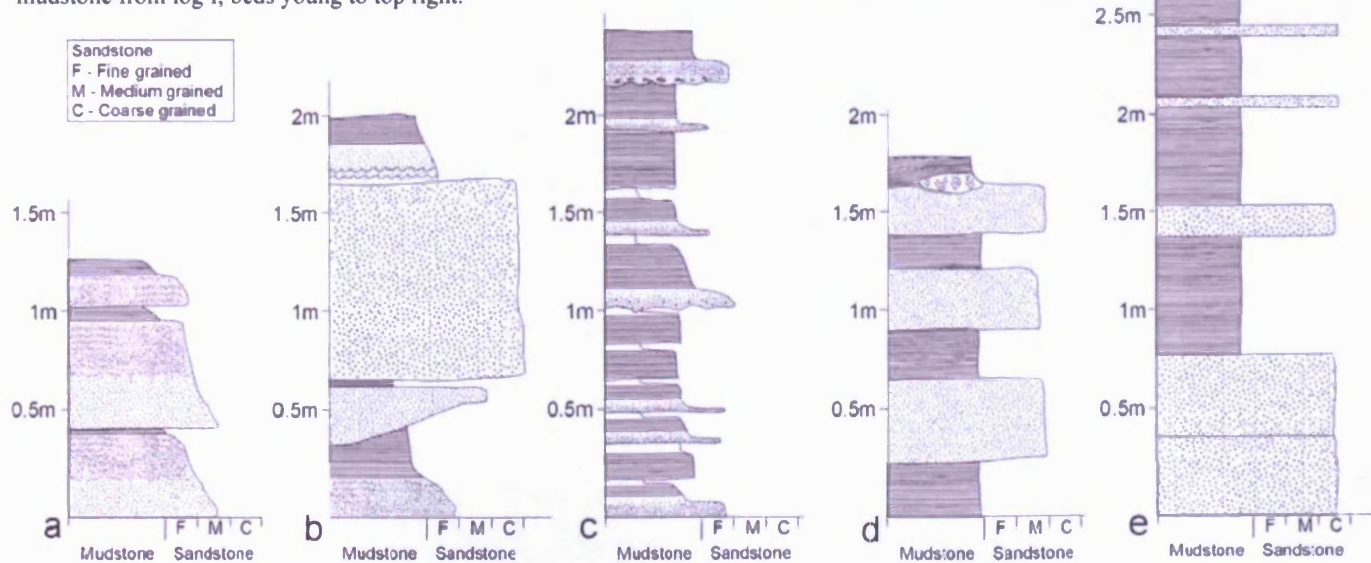 mudstone from log f, beds young to top right.
Sandstone
F - Fine grained
M - Medium grained
C - Coarse grained
1.5m
1m
0.5m
a
F M C
Mudstone Sandstone
2m
1.5m
1m
0.5m
b
F M C
Mudstone Sandstone
2m
1.5m
1m
0.5m
c
F M C
Mudstone Sandstone
2m
1.5m
1m
0.5m
d
F M C
Mudstone Sandstone
2.5m
2m
1.5m
1m
0.5m
e
F M C
Mudstone Sandstone